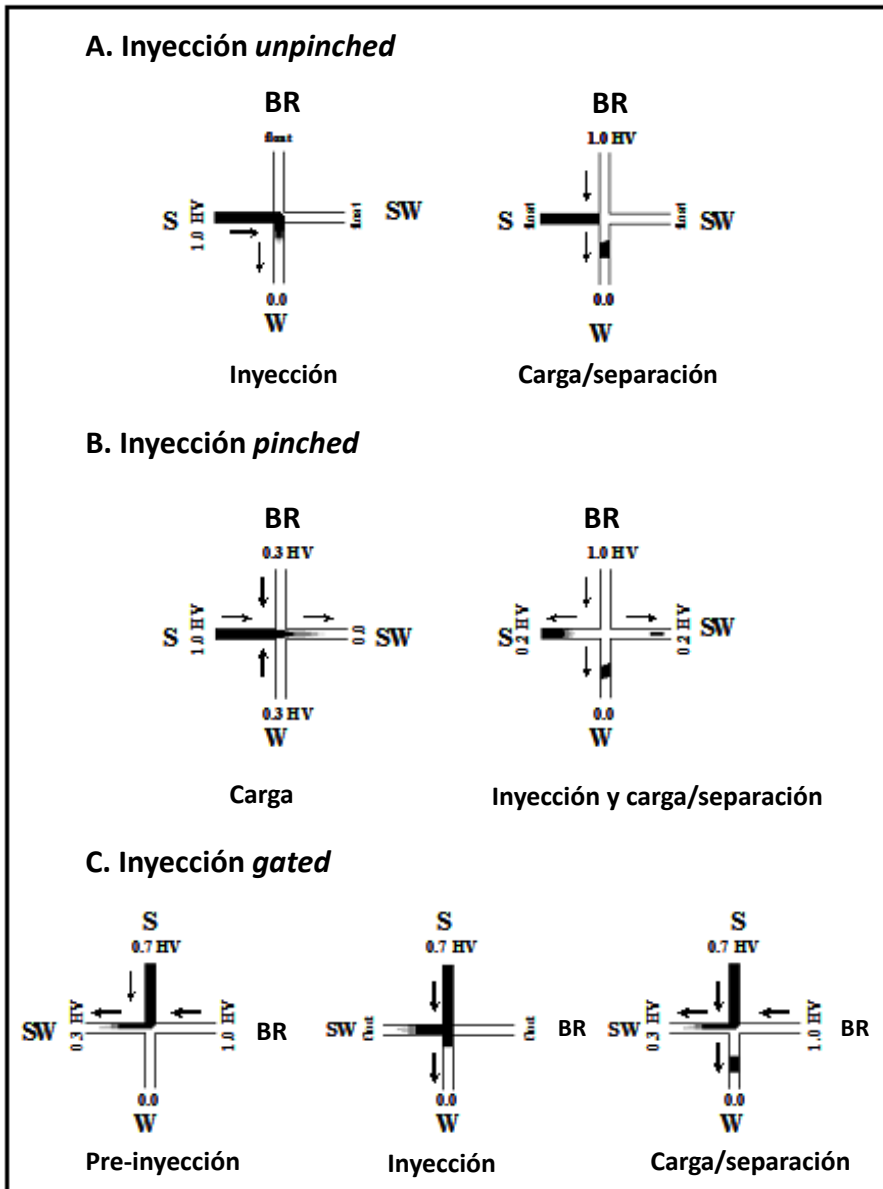 A. Inyección unpinched
BR BR
float 1.0 HV
S 1.0 HV float SW S float float SW
0.0 0.0
W W
Inyección Carga/separación
B. Inyección pinched
BR BR
0.3 HV 1.0 HV
S 1.0 HV 0.0 SW S 0.2 HV 0.2 HV SW
0.3 HV 0.0
W W
Carga Inyección y carga/separación
C. Inyección gated
S S S
0.7 HV 0.7 HV 0.7 HV
SW 0.3 HV 1.0 HV BR SW float float BR SW 0.3 HV 1.0 HV BR
0.0 0.0 0.0
W W W
Pre-inyección Inyección Carga/separación